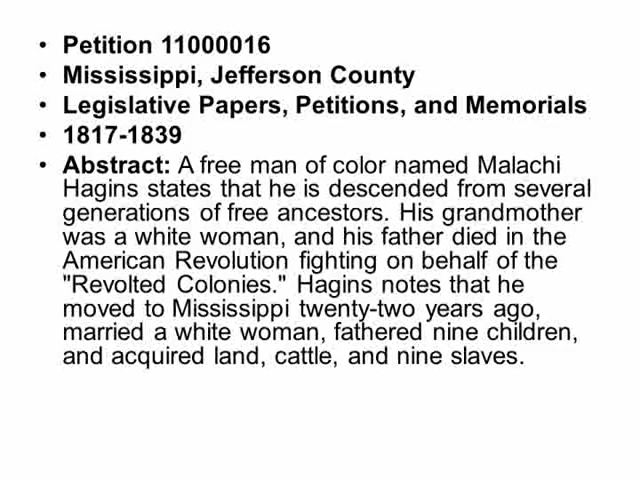 • Petition 11000016
• Mississippi, Jefferson County
• Legislative Papers, Petitions, and Memorials
• 1817-1839
• Abstract: A free man of color named Malachi
Hagins states that he is descended from several
generations of free ancestors. His grandmother
was a white woman, and his father died in the
American Revolution fighting on behalf of the
"Revolted Colonies." Hagins notes that he
moved to Mississippi twenty-two years ago,
married a white woman, fathered nine children,
and acquired land, cattle, and nine slaves.